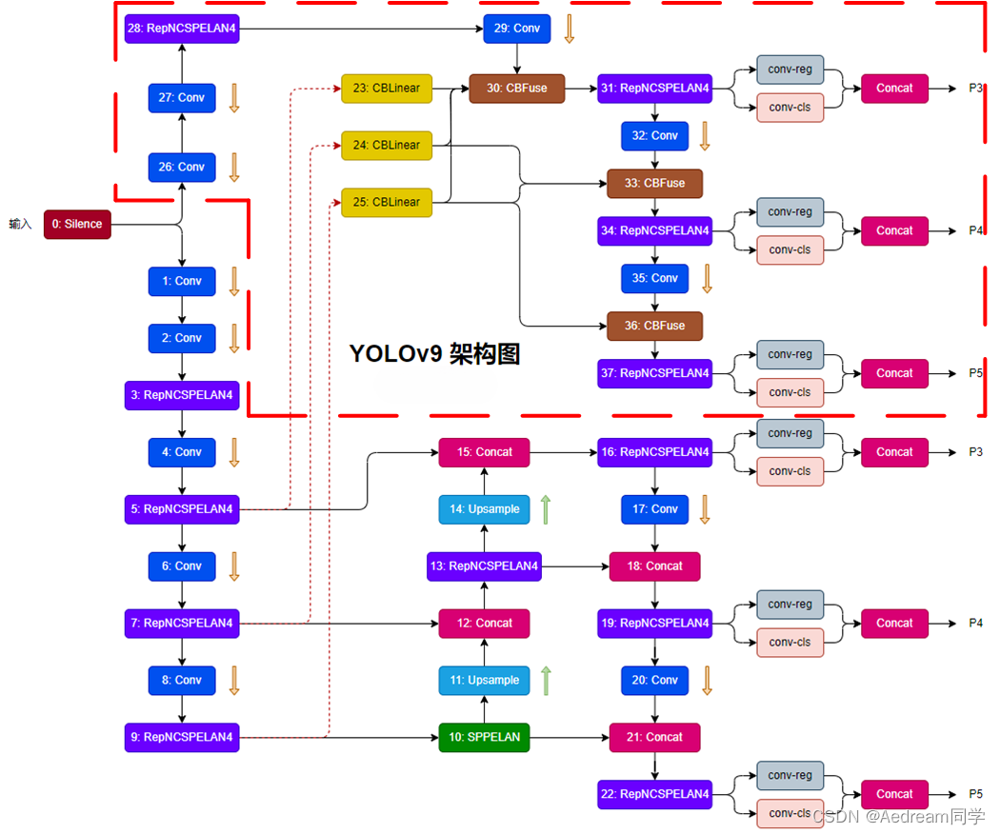 28: RepNCSPELAN4
29: Conv
27: Conv
23: CBLinear
30: CBFuse
31: RepNCSPELAN4
conv-reg
conv-cls
Concat
P3
32: Conv
24: CBLinear
26: Conv
33: CBFuse
25: CBLinear
输入
0: Silence
34: RepNCSPELAN4
conv-reg
conv-cls
Concat
P4
1: Conv
35: Conv
2: Conv
36: CBFuse
YOLOv9 架构图
37: RepNCSPELAN4
conv-reg
conv-cls
Concat
P5
3: RepNCSPELAN4
4: Conv
15: Concat
16: RepNCSPELAN4
conv-reg
conv-cls
Concat
P3
5: RepNCSPELAN4
14: Upsample
17: Conv
6: Conv
13: RepNCSPELAN4
18: Concat
7: RepNCSPELAN4
12: Concat
19: RepNCSPELAN4
conv-reg
conv-cls
Concat
P4
8: Conv
11: Upsample
20: Conv
9: RepNCSPELAN4
10: SPPELAN
21: Concat
22: RepNCSPELAN4
conv-reg
conv-cls
Concat
P5
CSDN @Aedream同学